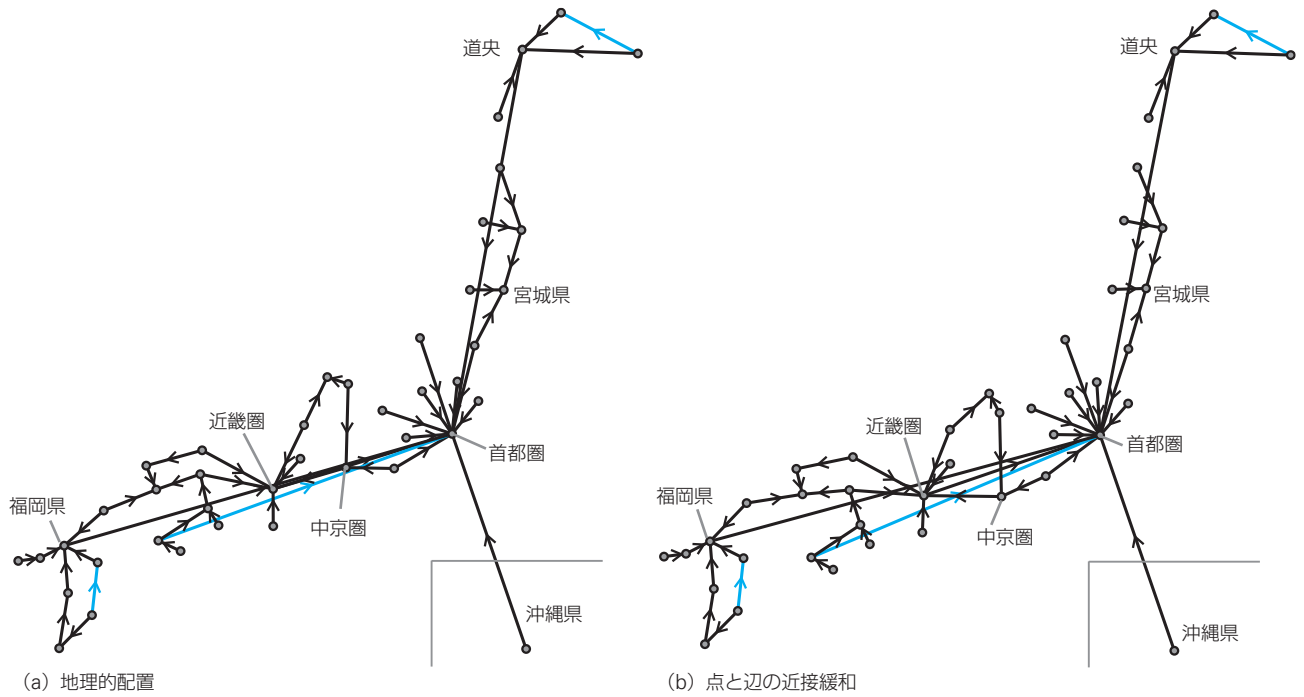 道央
宮城県
近畿圏
首都圏
福岡県
中京圏
沖縄県
(a) 地理的配置
道央
宮城県
近畿圏
首都圏
福岡県
中京圏
沖縄県
(b) 点と辺の近接緩和